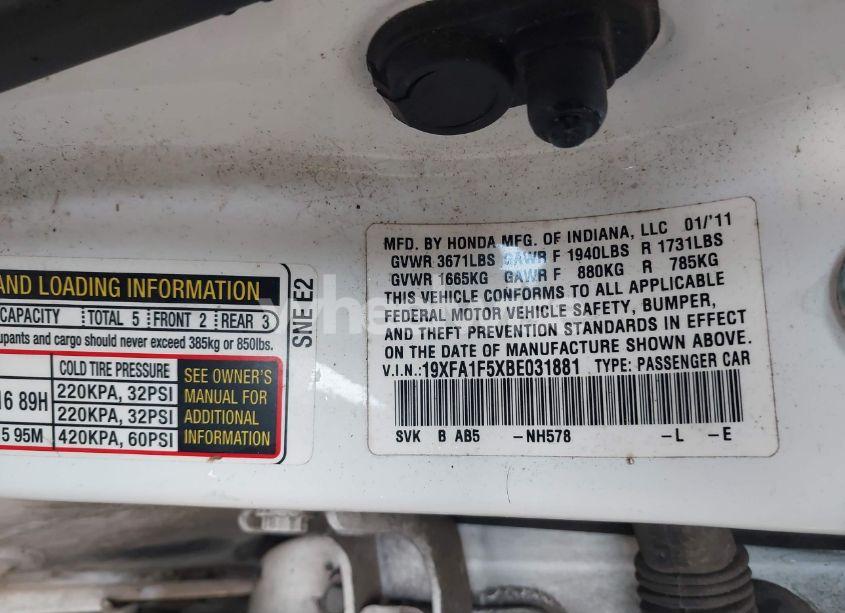 AND LOADING INFORMATION
CAPACITY TOTAL 5 FRONT 2 REAR 3
upants and cargo should never exceed 385kg or 850lbs.
COLD TIRE PRESSURE
16 89H 220KPA, 32PSI
220KPA, 32PSI
5 95M 420KPA, 60PSI
SEE OWNER'S
MANUAL FOR
ADDITIONAL
INFORMATION
SNE E2
MFD. BY HONDA MFG. OF INDIANA, LLC 01/'11
GVWR 3671LBS GAWR F 1940LBS R 1731LBS
GVWR 1665KG GAWR F 880KG R 785KG
THIS VEHICLE CONFORMS TO ALL APPLICABLE
FEDERAL MOTOR VEHICLE SAFETY, BUMPER,
AND THEFT PREVENTION STANDARDS IN EFFECT
ON THE DATE OF MANUFACTURE SHOWN ABOVE.
V.I.N.:19XFA1F5XBE031881 TYPE: PASSENGER CAR
SVK B AB5 -NH578 -L -E